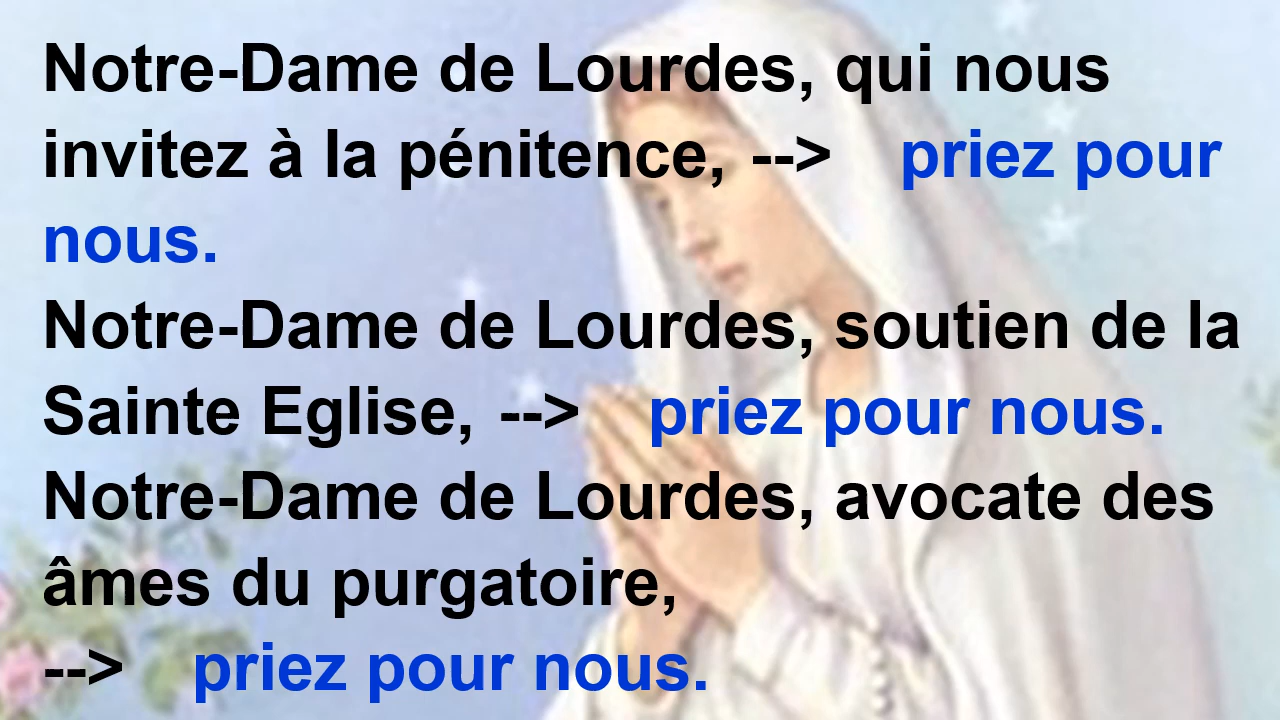 Notre-Dame de Lourdes, qui nous
invitez à la pénitence, --> priez pour
nous.
Notre-Dame de Lourdes, soutien de la
Sainte Eglise, --> priez pour nous.
Notre-Dame de Lourdes, avocate des
âmes du purgatoire,
--> priez pour nous.